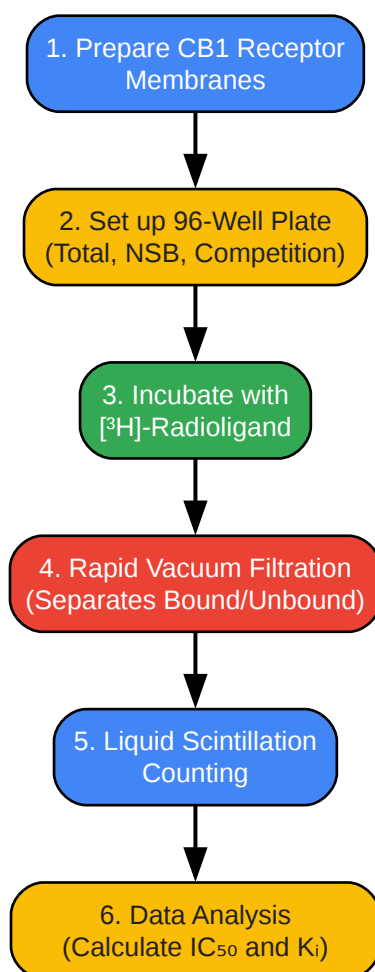 1. Prepare CB1 Receptor
Membranes
2. Set up 96-Well Plate
(Total, NSB, Competition)
3. Incubate with
[³H]-Radioligand
4. Rapid Vacuum Filtration
(Separates Bound/Unbound)
5. Liquid Scintillation
Counting
6. Data Analysis
(Calculate IC₅₀ and Kᵢ)